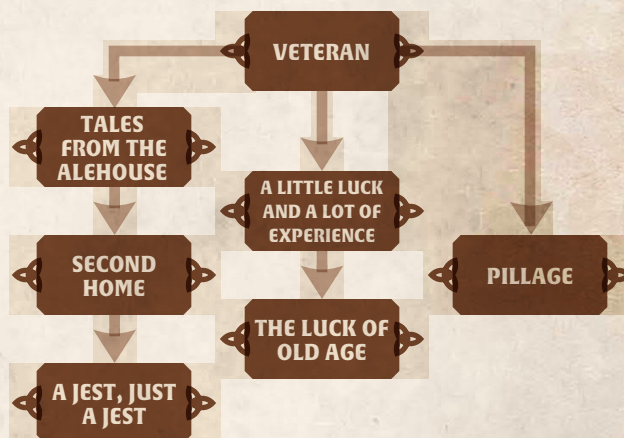 VETERAN
TALES
FROM THE
ALEHOUSE
A LITTLE LUCK
AND A LOT OF
EXPERIENCE
SECOND
HOME
PILLAGE
THE LUCK OF
OLD AGE
A JEST, JUST
A JEST